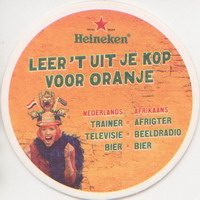 Heineken
LEER 'T UIT JE KOP
VOOR ORANJE
NEDERLANDS - AFRIKAANS
TRAINER - AFRIGTER
TELEVISIE - BEELDRADIO
BIER - BIER